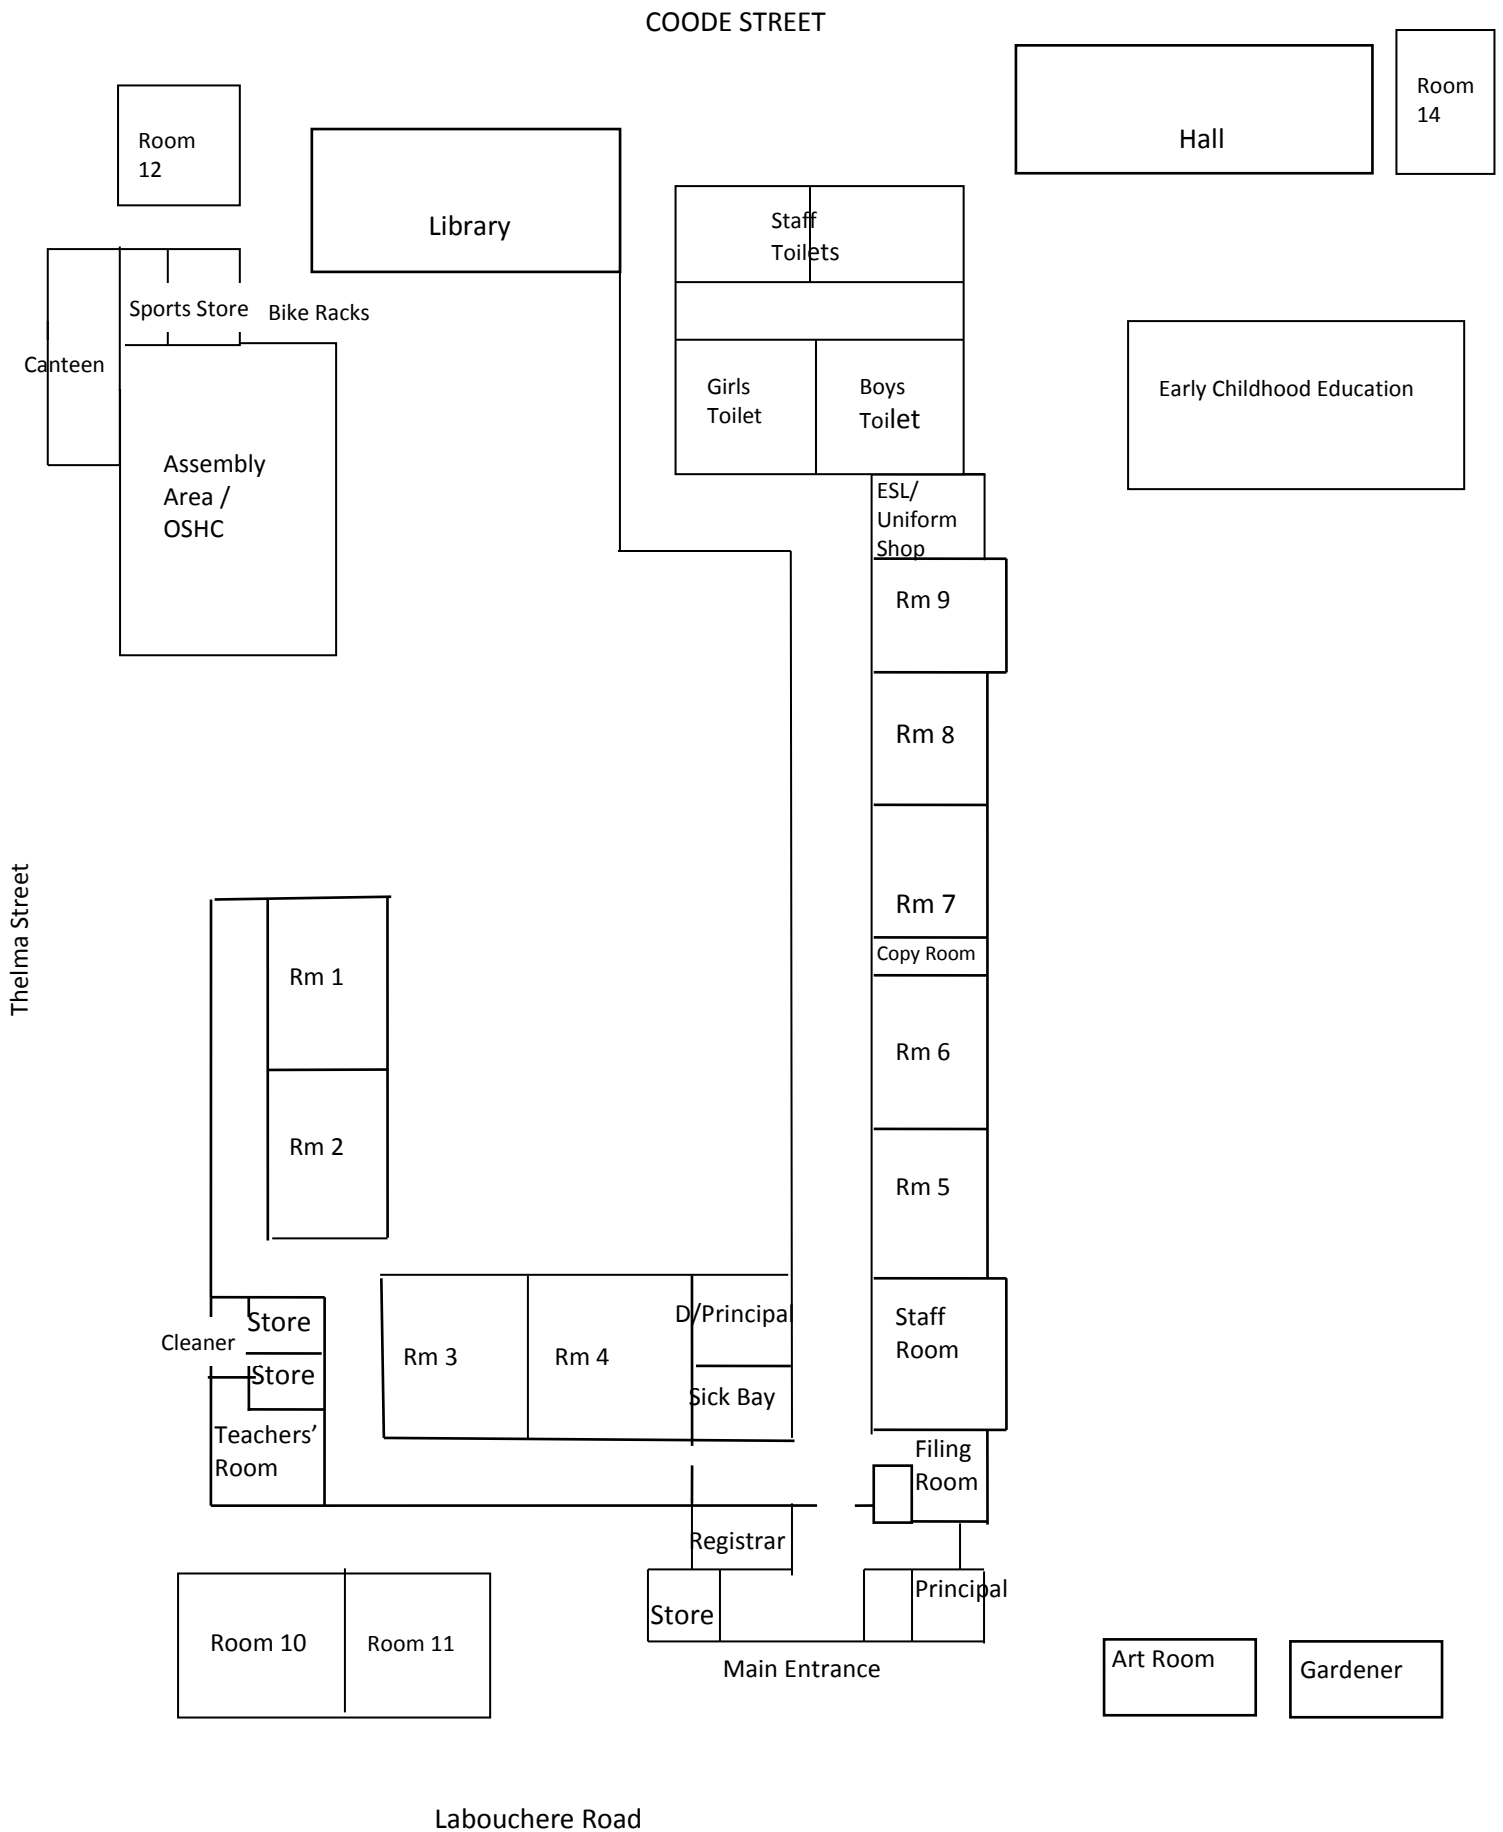 COODE STREET
Room
14
Hall
Room
12
Library
Staff
Toilets
Sports Store
Bike Racks
Canteen
Girls
Toilet
Boys
Toilet
Early Childhood Education
Assembly
Area /
OSHC
ESL/
Uniform
Shop
Rm 9
Rm 8
Rm 7
Copy Room
Thelma Street
Rm 1
Rm 6
Rm 2
Rm 5
Store
Cleaner
Store
Rm 3
Rm 4
D/Principal
Sick Bay
Staff
Room
Teachers’
Room
Filing
Room
Registrar
Principal
Store
Room 10
Room 11
Main Entrance
Art Room
Gardener
Labouchere Road